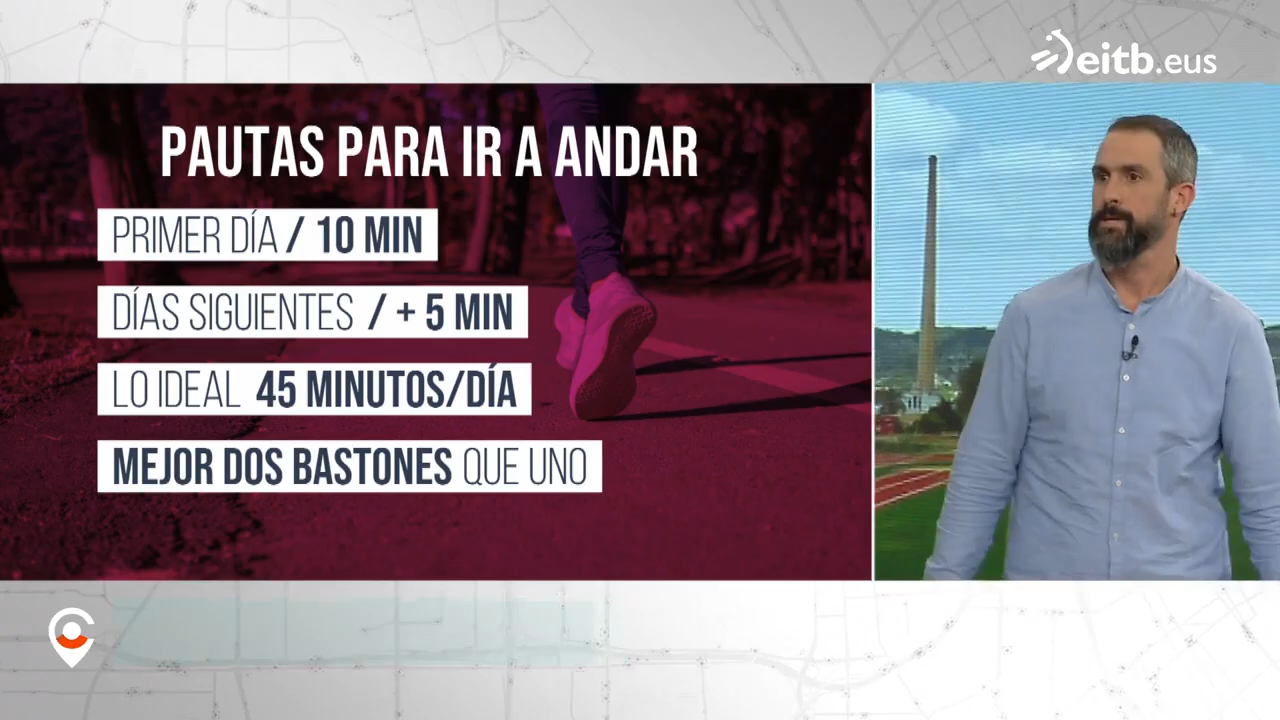 eitb.eus
PAUTAS PARA IR A ANDAR
PRIMER DÍA / 10 MIN
DÍAS SIGUIENTES / + 5 MIN
LO IDEAL 45 MINUTOS/DÍA
MEJOR DOS BASTONES QUE UNO